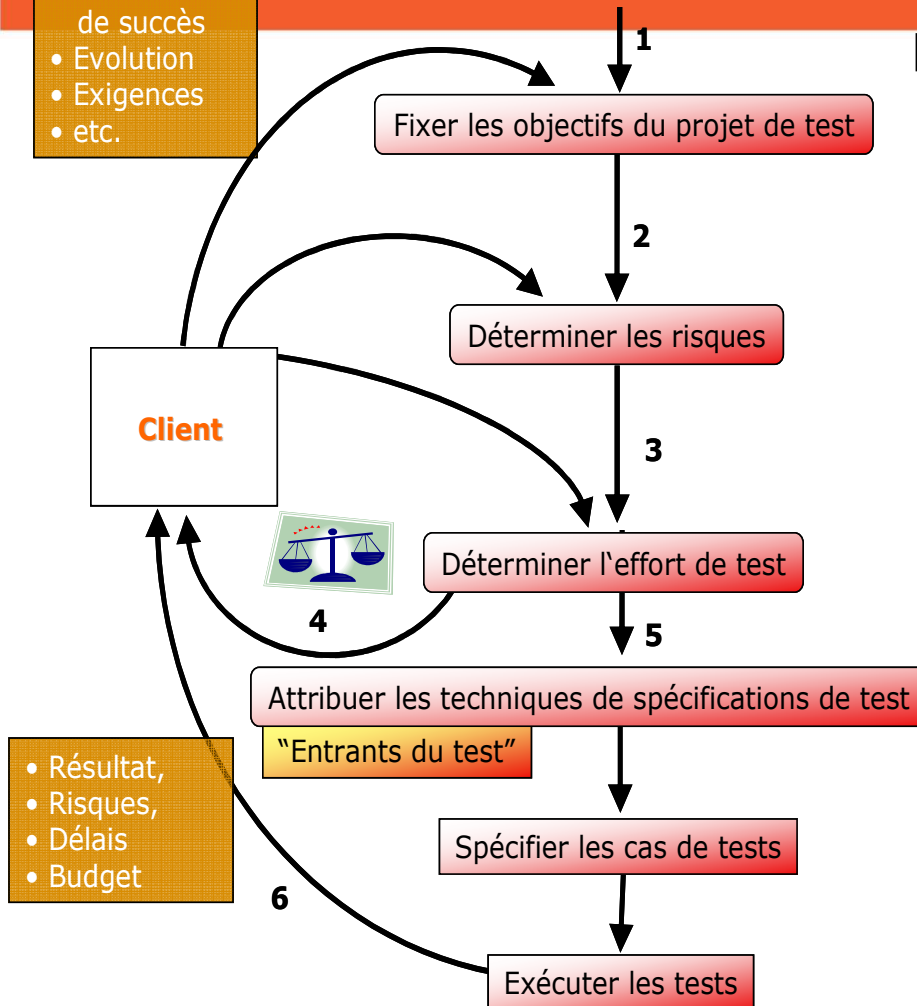 de succès
• Evolution
• Exigences
• etc.
1
Fixer les objectifs du projet de test
2
Déterminer les risques
Client
3
Déterminer l'effort de test
4
5
Attribuer les techniques de spécifications de test
“Entrants du test”
• Résultat,
• Risques,
• Délais
• Budget
Spécifier les cas de tests
6
Exécuter les tests